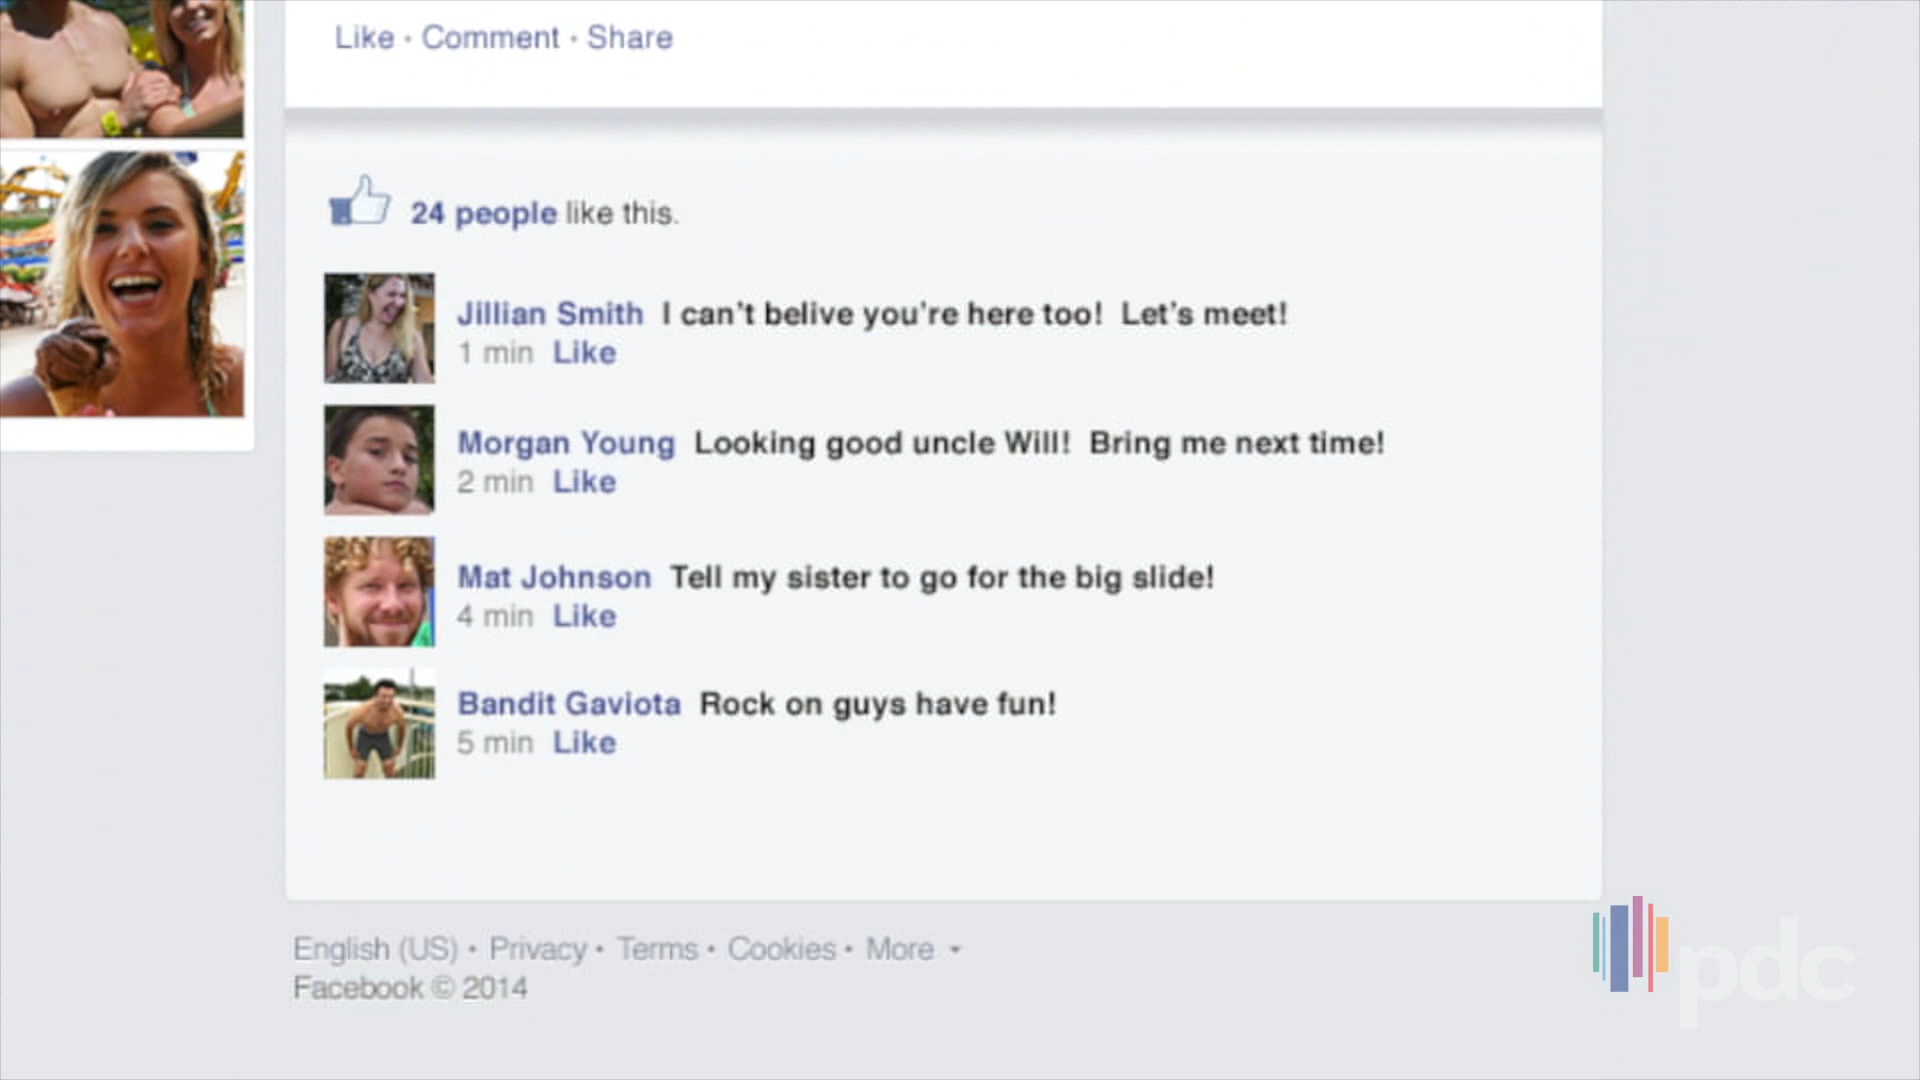 Like · Comment · Share
24 people like this.
Jillian Smith  I can't belive you're here too!  Let's meet!
1 min  Like
Morgan Young  Looking good uncle Will!  Bring me next time!
2 min  Like
Mat Johnson  Tell my sister to go for the big slide!
4 min  Like
Bandit Gaviota  Rock on guys have fun!
5 min  Like
English (US) · Privacy · Terms · Cookies · More
Facebook © 2014
pdc